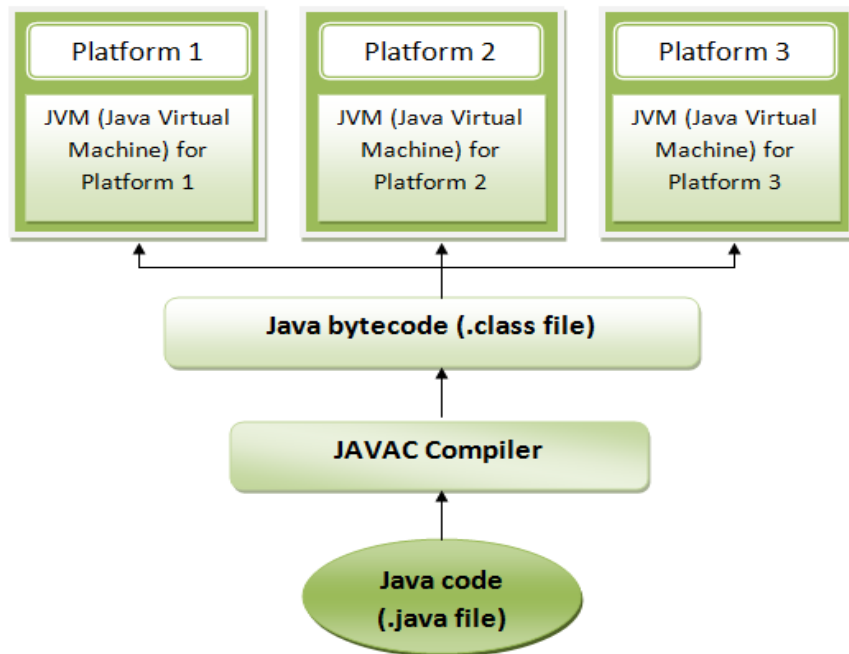 Platform 1
JVM (Java Virtual
Machine) for
Platform 1
Platform 2
JVM (Java Virtual
Machine) for
Platform 2
Platform 3
JVM (Java Virtual
Machine) for
Platform 3
Java bytecode (.class file)
JAVAC Compiler
Java code
(.java file)